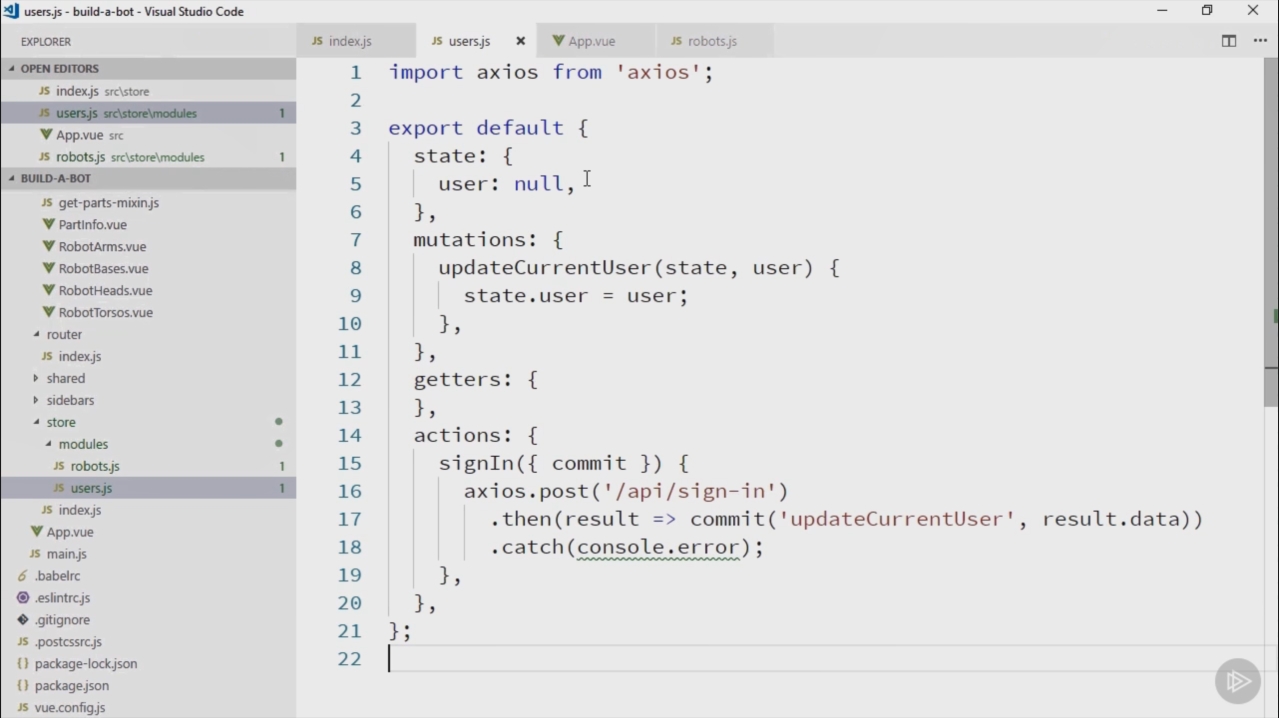 users.js - build-a-bot - Visual Studio Code
EXPLORER
OPEN EDITORS
JS index.js src\store
JS users.js src\store\modules 1
App.vue src
JS robots.js src\store\modules 1
BUILD-A-BOT
JS get-parts-mixin.js
PartInfo.vue
RobotArms.vue
RobotBases.vue
RobotHeads.vue
RobotTorsos.vue
router
JS index.js
shared
sidebars
store
modules
JS robots.js 1
JS users.js 1
JS index.js
App.vue
JS main.js
.babelrc
.eslintrc.js
.gitignore
JS .postcssrc.js
{} package-lock.json
{} package.json
JS vue.config.js
JS index.js JS users.js App.vue JS robots.js
1 import axios from 'axios';
2
3 export default {
4 state: {
5 user: null,
6 },
7 mutations: {
8 updateCurrentUser(state, user) {
9 state.user = user;
10 },
11 },
12 getters: {
13 },
14 actions: {
15 signIn({ commit }) {
16 axios.post('/api/sign-in')
17 .then(result => commit('updateCurrentUser', result.data))
18 .catch(console.error);
19 },
20 },
21 };
22